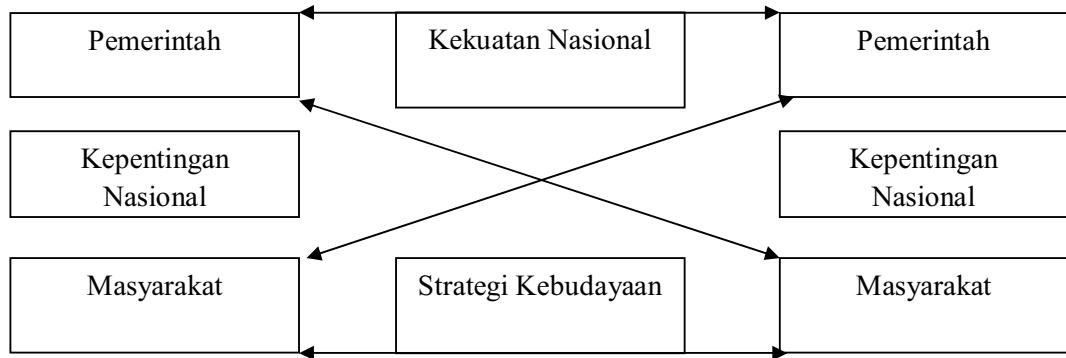 Pemerintah
Kekuatan Nasional
Pemerintah
Kepentingan
Nasional
Kepentingan
Nasional
Masyarakat
Strategi Kebudayaan
Masyarakat